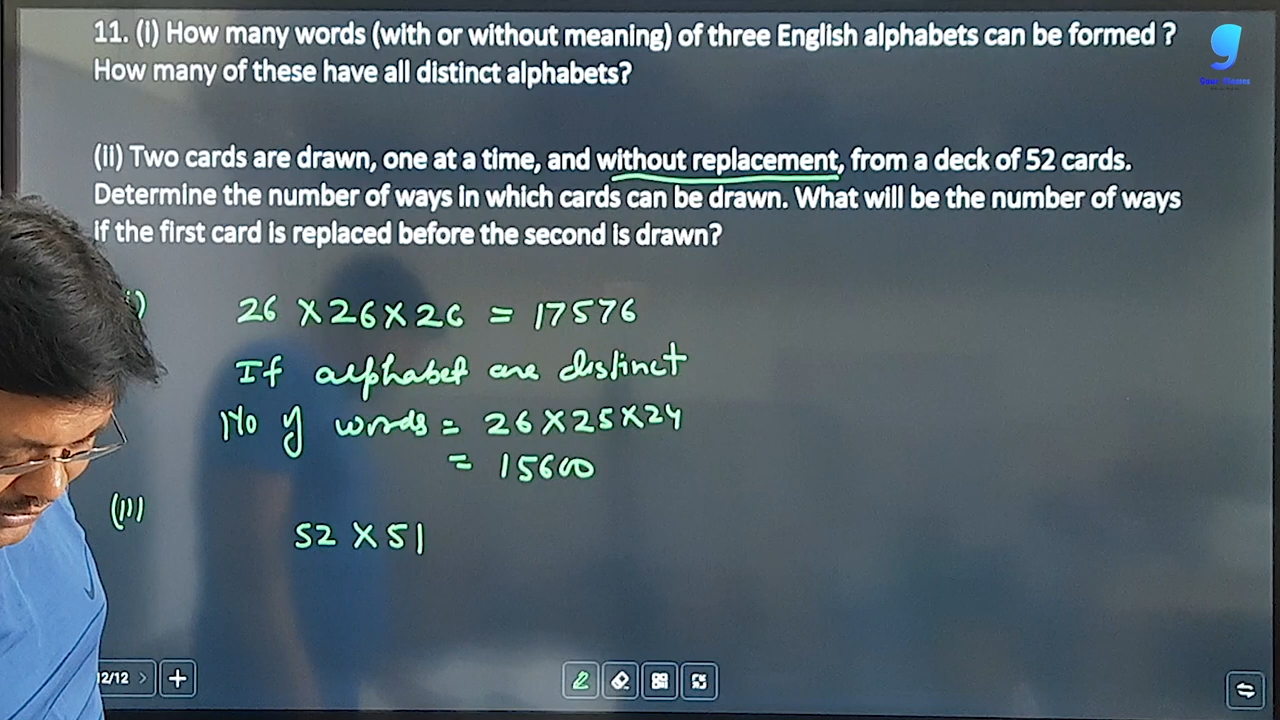 11. (i) How many words (with or without meaning) of three English alphabets can be formed ?
How many of these have all distinct alphabets?
(ii) Two cards are drawn, one at a time, and without replacement, from a deck of 52 cards.
Determine the number of ways in which cards can be drawn. What will be the number of ways
if the first card is replaced before the second is drawn?
26 × 26 × 26 = 17576
If alphabet are distinct
No of words = 26 × 25 × 24
= 15600
(ii)
52 × 51
12/12